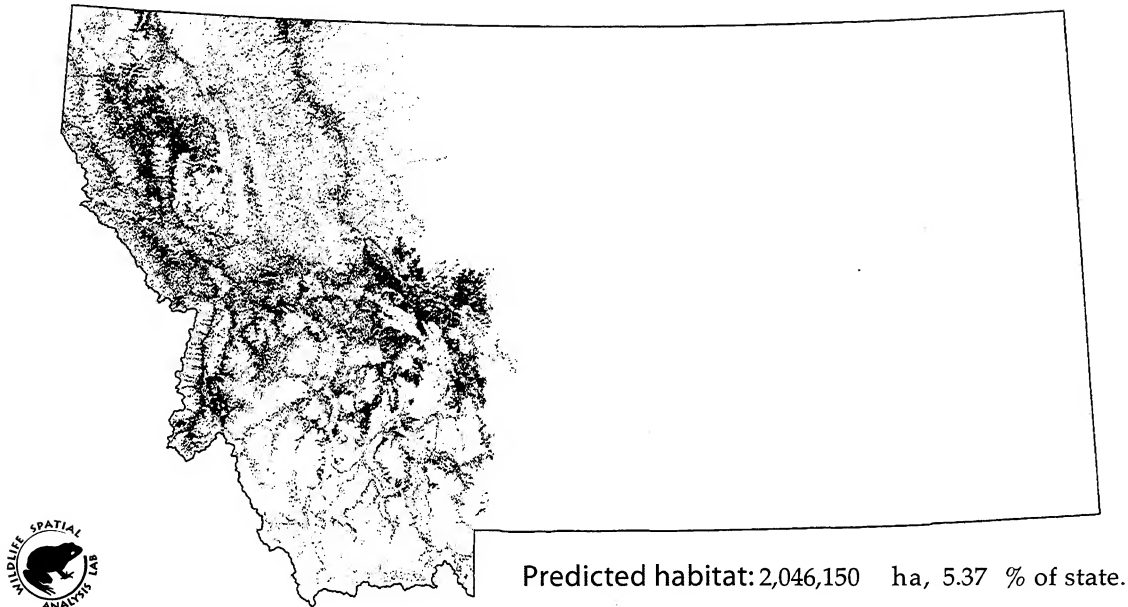 WILDLIFE SPATIAL ANALYSIS LAB
Predicted habitat: 2,046,150 ha, 5.37 % of state.